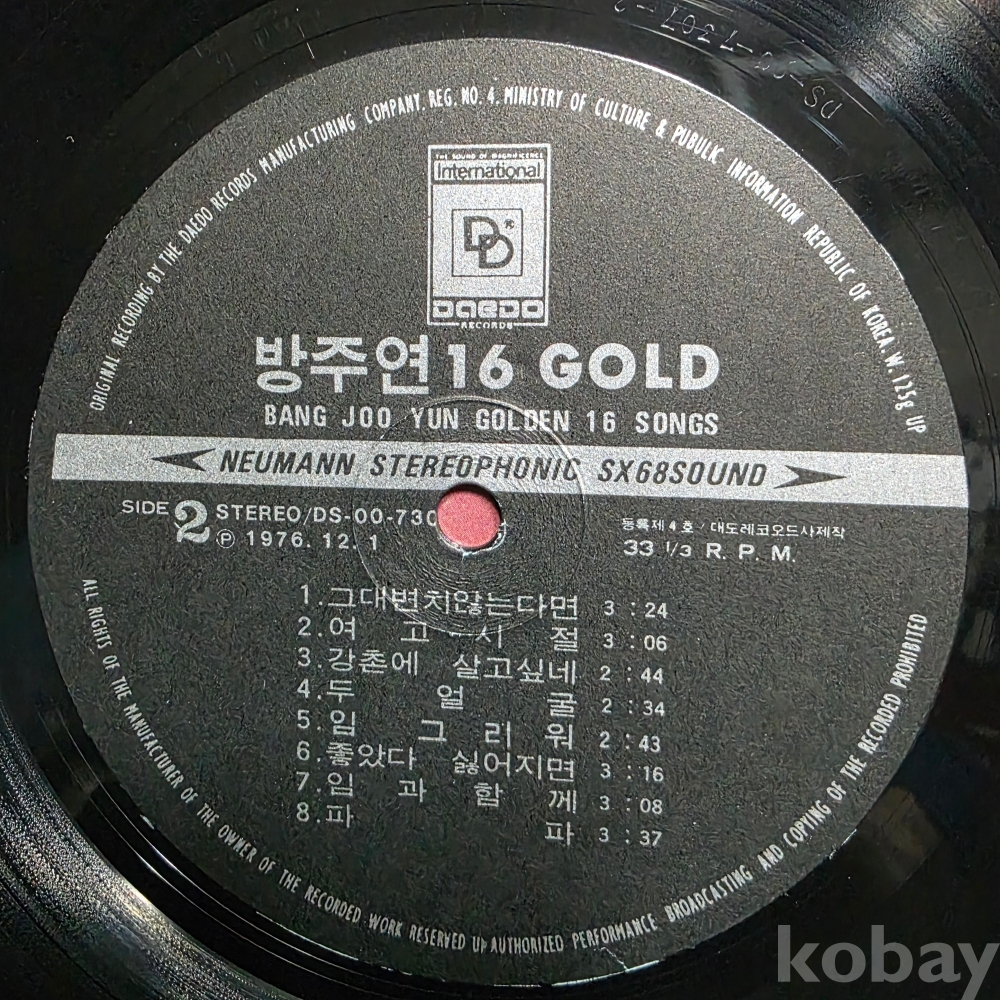 DS-00-7307-2
ORIGINAL RECORDING BY THE DAEDO RECORDS MANUFACTURING COMPANY. REG. NO. 4. MINISTRY OF CULTURE & PUBULIC INFORMATION REPUBLIC OF KOREA. W. 125g UP
THE SOUND OF MAGNIFICENCE
International
DD
DAEDO
RECORDS
방주연 16 GOLD
BANG JOO YUN GOLDEN 16 SONGS
NEUMANN STEREOPHONIC SX68SOUND
SIDE 2 STEREO/DS-00-730
등록제 4 호 / 대도레코오드사제작
Ⓟ 1976. 12. 1
33 1/3 R. P. M.
1.그대변치않는다면 3 : 24
2.여 고 시 절 3 : 06
3.강촌에 살고싶네 2 : 44
4.두 얼 굴 2 : 34
5.임 그 리 워 2 : 43
6.좋았다 싫어지면 3 : 16
7.임 과 함 께 3 : 08
8.파 파 3 : 37
ALL RIGHTS OF THE MANUFACTURER OF THE OWNER OF THE RECORDED WORK RESERVED UP AUTHORIZED PERFORMANCE BROADCASTING AND COPYING OF THE RECORDED PROHIBITED
kobay